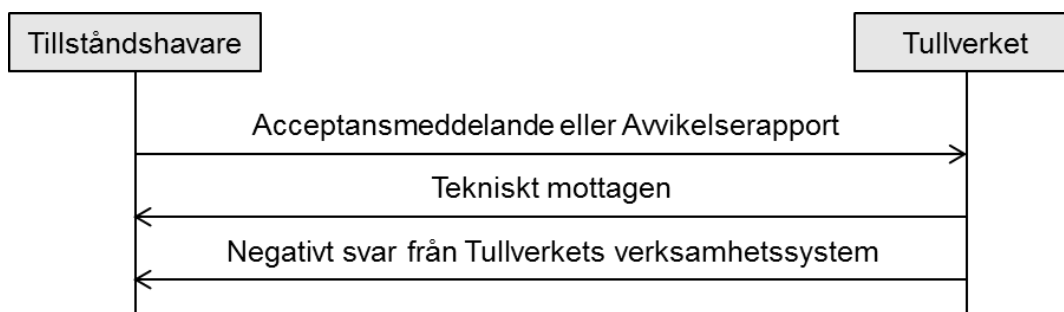 Tillståndshavare
Tullverket
Acceptansmeddelande eller Avvikelserapport
Tekniskt mottagen
Negativt svar från Tullverkets verksamhetssystem